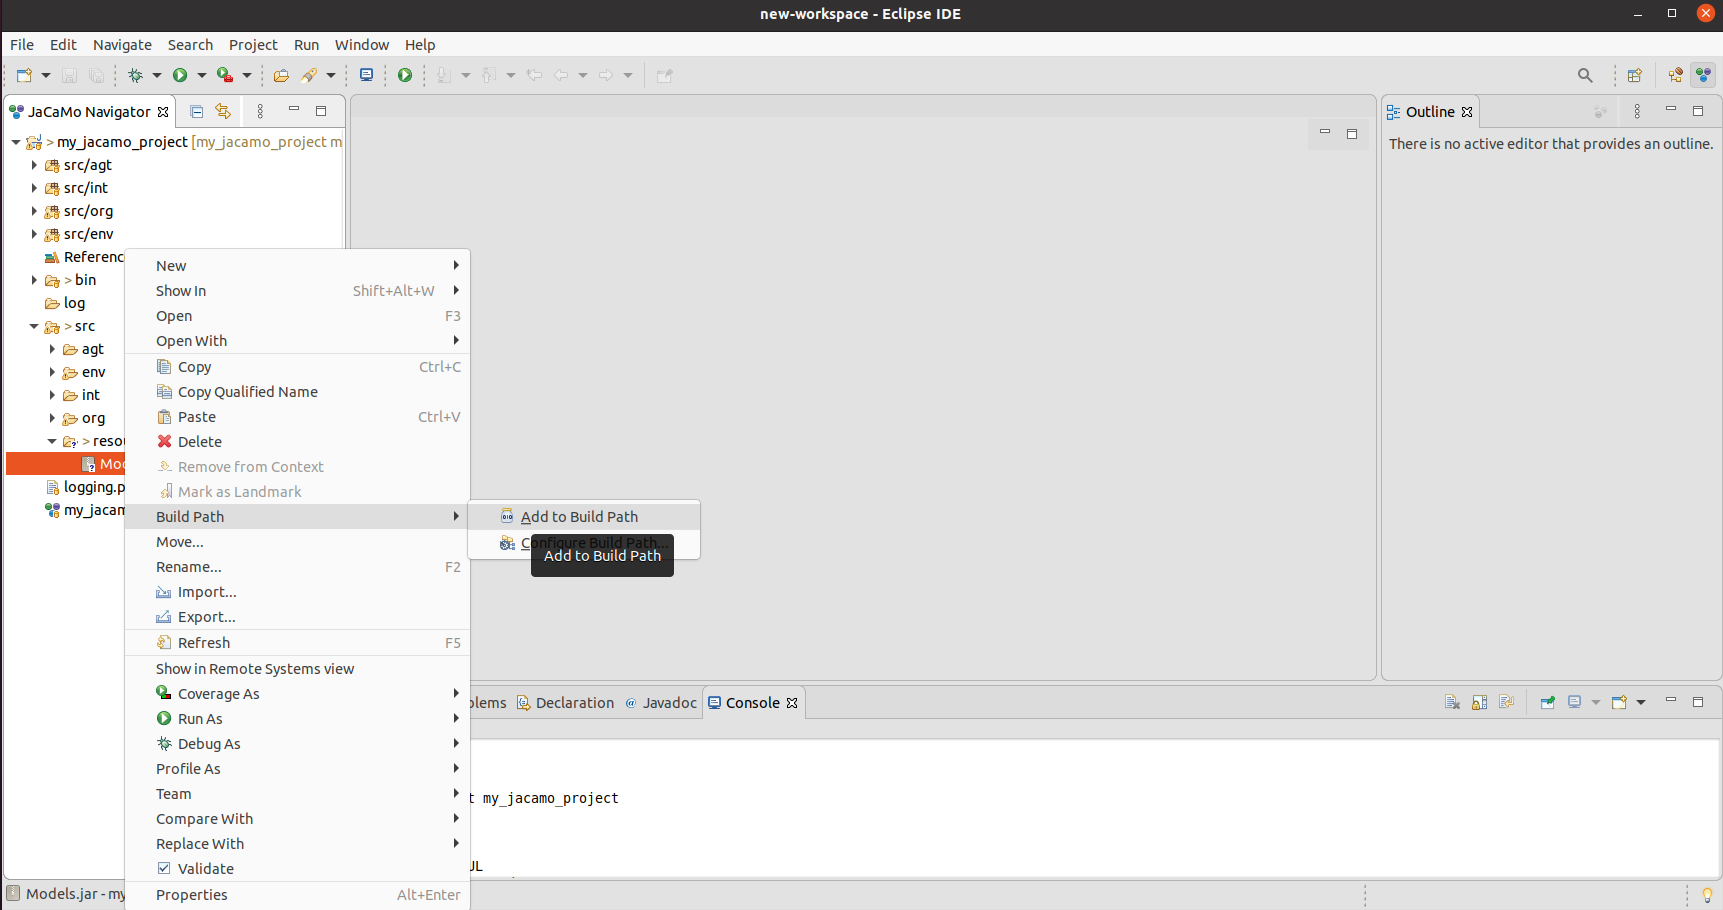 new-workspace - Eclipse IDE
File Edit Navigate Search Project Run Window Help
JaCaMo Navigator
Outline
There is no active editor that provides an outline.
> my_jacamo_project [my_jacamo_project m
src/agt
src/int
src/org
src/env
Referenc
> bin
log
> src
agt
env
int
org
> resou
Mod
logging.p
my_jacam
New
Show In Shift+Alt+W
Open F3
Open With
Copy Ctrl+C
Copy Qualified Name
Paste Ctrl+V
Delete
Remove from Context
Mark as Landmark
Build Path
Move...
Rename... F2
Import...
Export...
Refresh F5
Show in Remote Systems view
Coverage As
Run As
Debug As
Profile As
Team
Compare With
Replace With
Validate
Properties Alt+Enter
Add to Build Path
Configure Build Path...
Add to Build Path
blems Declaration @ Javadoc Console
t my_jacamo_project
UL
Models.jar - my